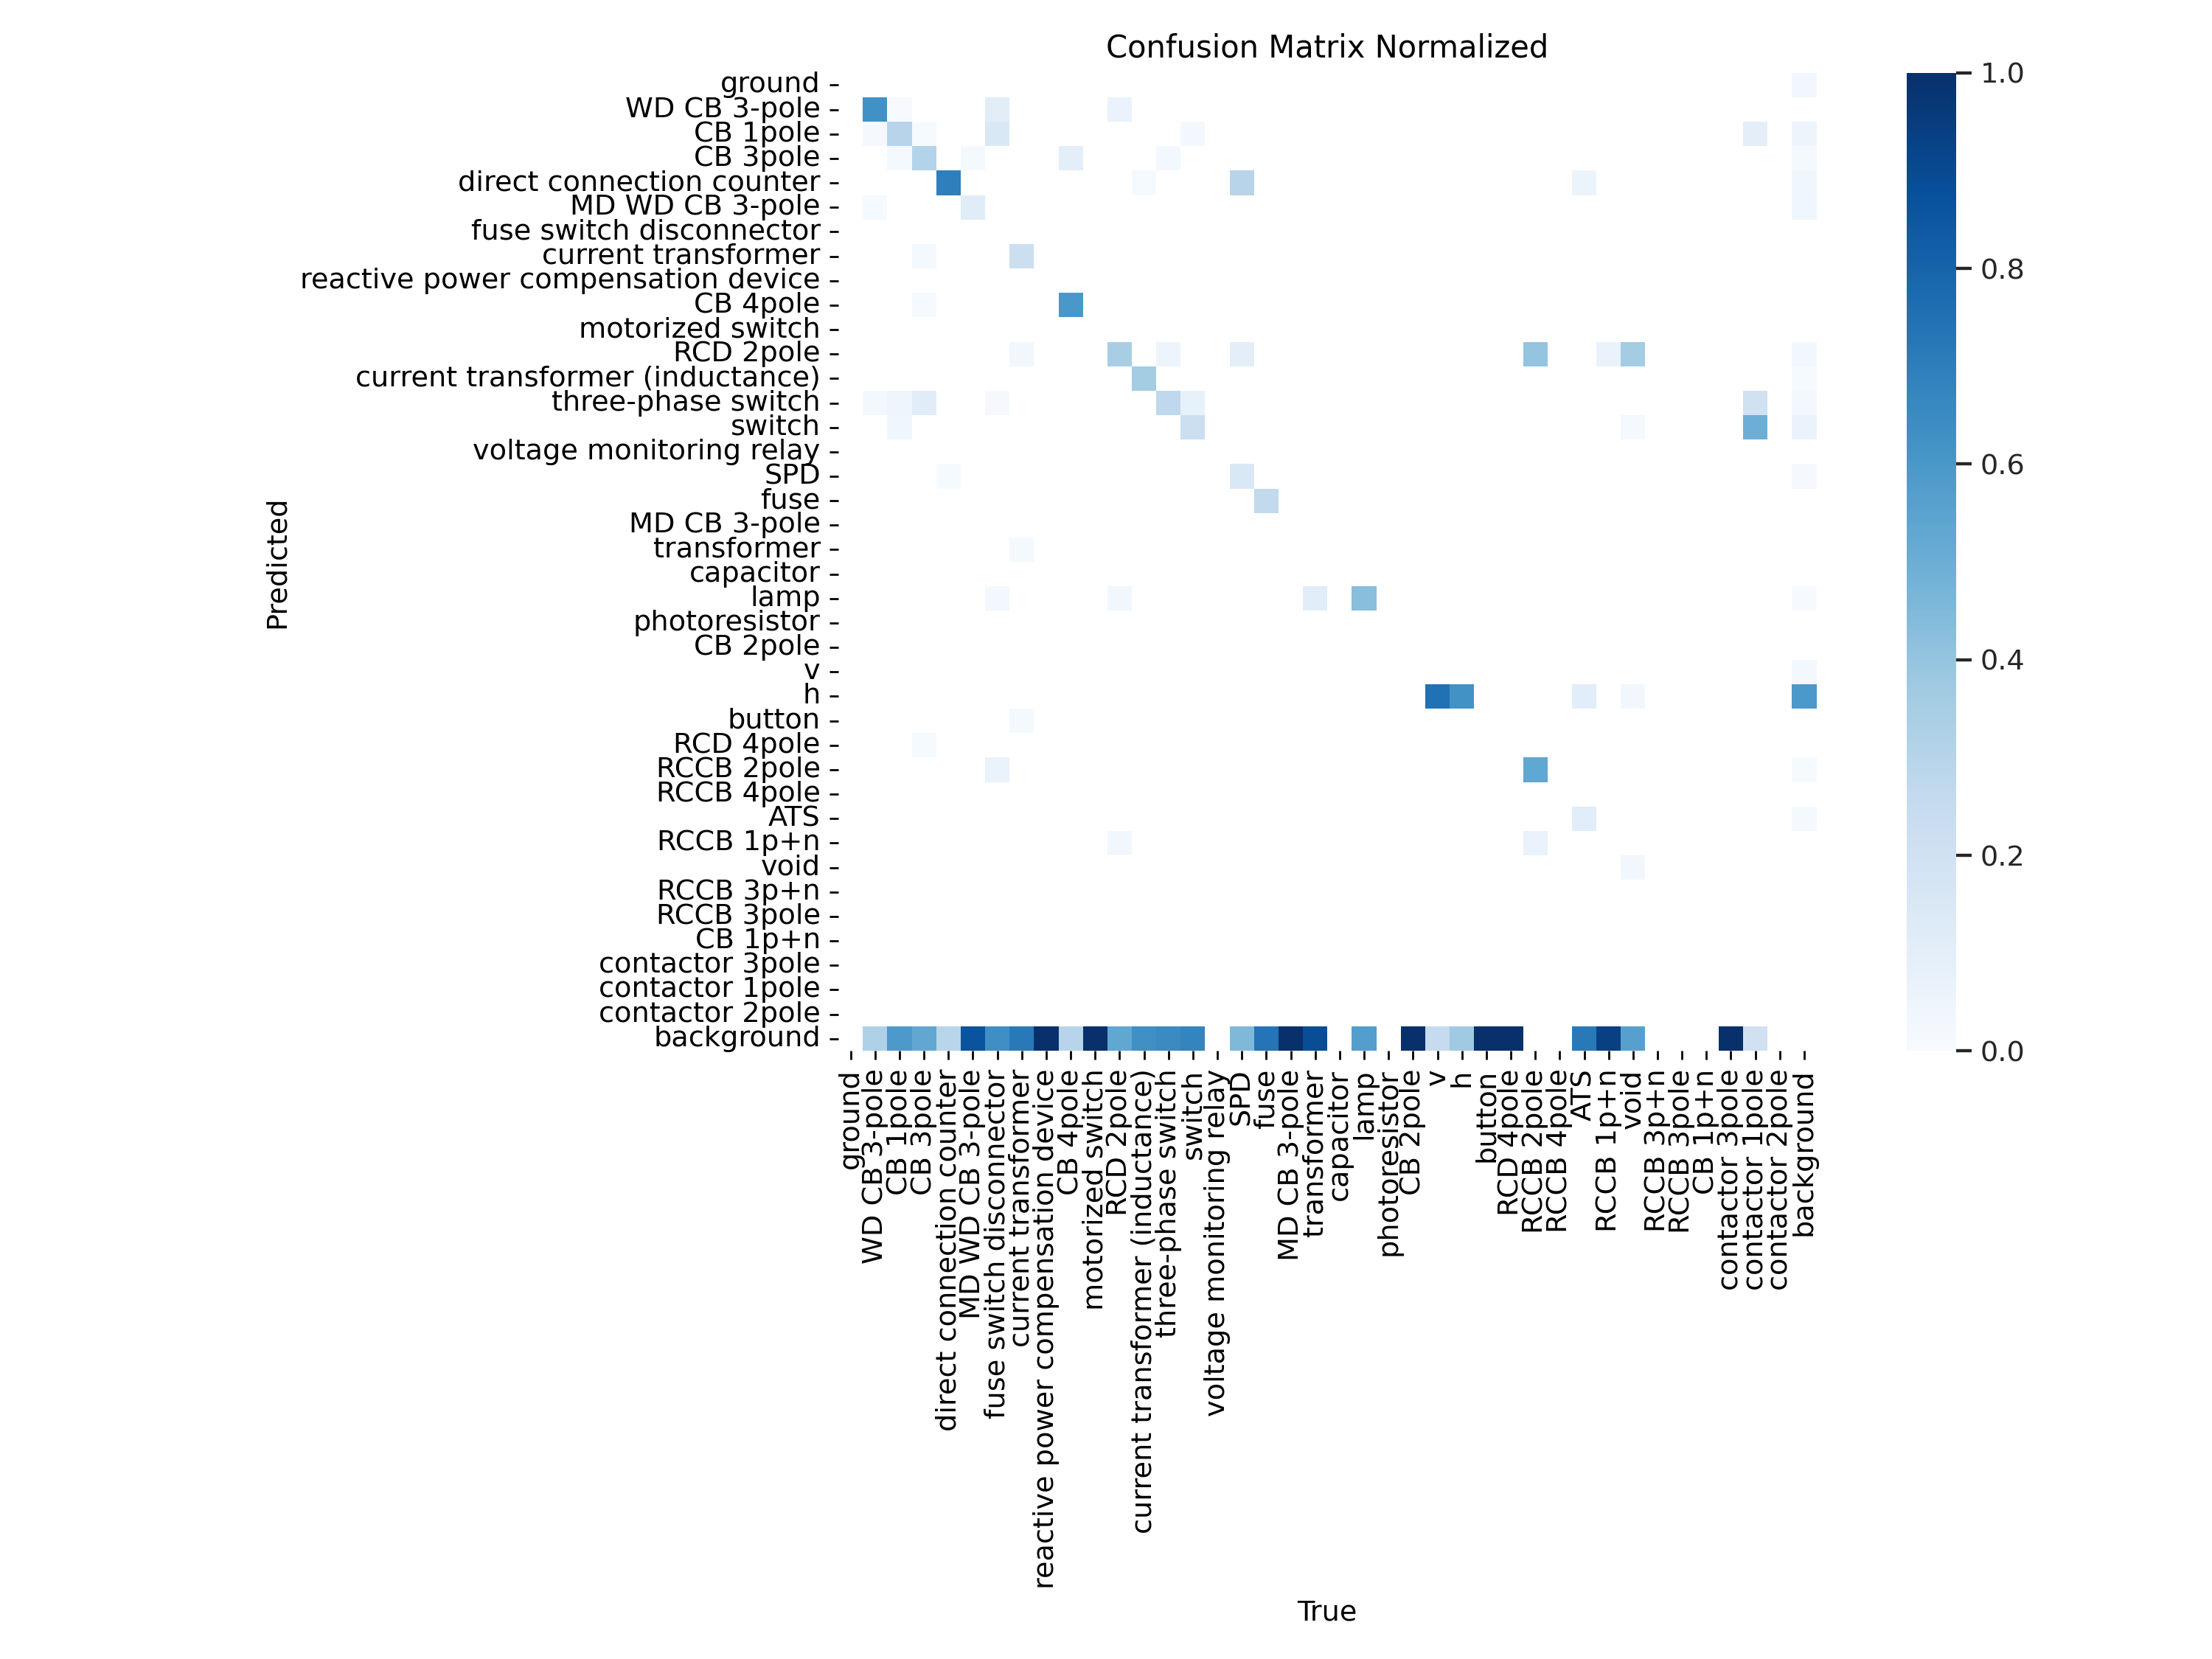 Confusion Matrix Normalized
ground
WD CB 3-pole
CB 1pole
CB 3pole
direct connection counter
MD WD CB 3-pole
fuse switch disconnector
current transformer
reactive power compensation device
CB 4pole
motorized switch
RCD 2pole
current transformer (inductance)
three-phase switch
switch
voltage monitoring relay
SPD
fuse
MD CB 3-pole
transformer
capacitor
lamp
photoresistor
CB 2pole
v
h
button
RCD 4pole
RCCB 2pole
RCCB 4pole
ATS
RCCB 1p+n
void
RCCB 3p+n
RCCB 3pole
CB 1p+n
contactor 3pole
contactor 1pole
contactor 2pole
background
Predicted
ground
WD CB 3-pole
CB 1pole
CB 3pole
direct connection counter
MD WD CB 3-pole
fuse switch disconnector
current transformer
reactive power compensation device
CB 4pole
motorized switch
RCD 2pole
current transformer (inductance)
three-phase switch
switch
voltage monitoring relay
SPD
fuse
MD CB 3-pole
transformer
capacitor
lamp
photoresistor
CB 2pole
v
h
button
RCD 4pole
RCCB 2pole
RCCB 4pole
ATS
RCCB 1p+n
void
RCCB 3p+n
RCCB 3pole
CB 1p+n
contactor 3pole
contactor 1pole
contactor 2pole
background
True
1.0
0.8
0.6
0.4
0.2
0.0